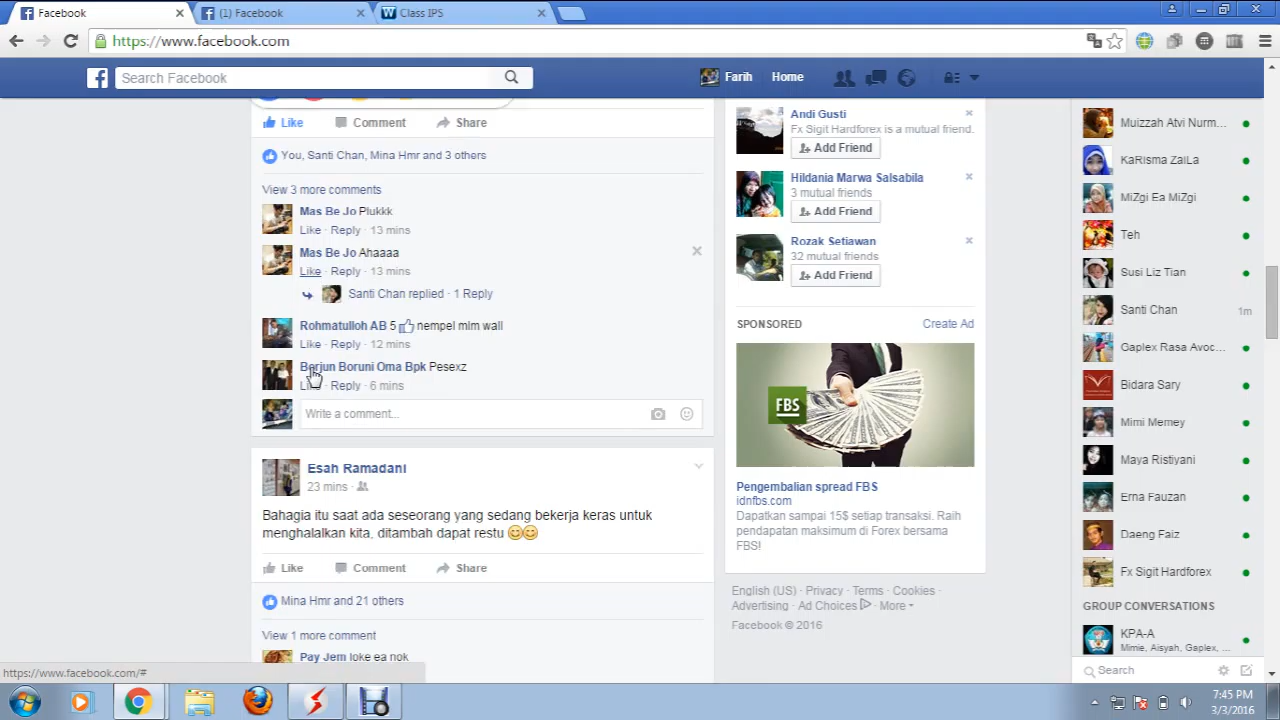 Facebook
(1) Facebook
Class IPS
https://www.facebook.com
Search Facebook
Farih
Home
Like Comment Share
You, Santi Chan, Mina Hmr and 3 others
View 3 more comments
Mas Be Jo Plukkk
Like · Reply · 13 mins
Mas Be Jo Ahaaaa
Like · Reply · 13 mins
Santi Chan replied · 1 Reply
Rohmatulloh AB 5 nempel mim wall
Like · Reply · 12 mins
Berjun Boruni Oma Bpk Pesexz
Like · Reply · 6 mins
Write a comment...
Esah Ramadani
23 mins ·
Bahagia itu saat ada seseorang yang sedang bekerja keras untuk
menghalalkan kita, ditambah dapat restu 😊😊
Like Comment Share
Mina Hmr and 21 others
View 1 more comment
Pay Jem loke ea nok
https://www.facebook.com/#
Andi Gusti
Fx Sigit Hardforex is a mutual friend.
Add Friend
Hildania Marwa Salsabila
3 mutual friends
Add Friend
Rozak Setiawan
32 mutual friends
Add Friend
SPONSORED
Create Ad
FBS
Pengembalian spread FBS
idnfbs.com
Dapatkan sampai 15$ setiap transaksi. Raih
pendapatan maksimum di Forex bersama
FBS!
English (US) · Privacy · Terms · Cookies ·
Advertising · Ad Choices · More
Facebook © 2016
Muizzah Atvi Nurm...
KaRisma ZaiLa
MiZgi Ea MiZgi
Teh
Susi Liz Tian
Santi Chan 1m
Gaplex Rasa Avoc...
Bidara Sary
Mimi Memey
Maya Ristiyani
Erna Fauzan
Daeng Faiz
Fx Sigit Hardforex
GROUP CONVERSATIONS
KPA-A
Mimie, Aisyah, Gaplex, ...
Search
7:45 PM
3/3/2016